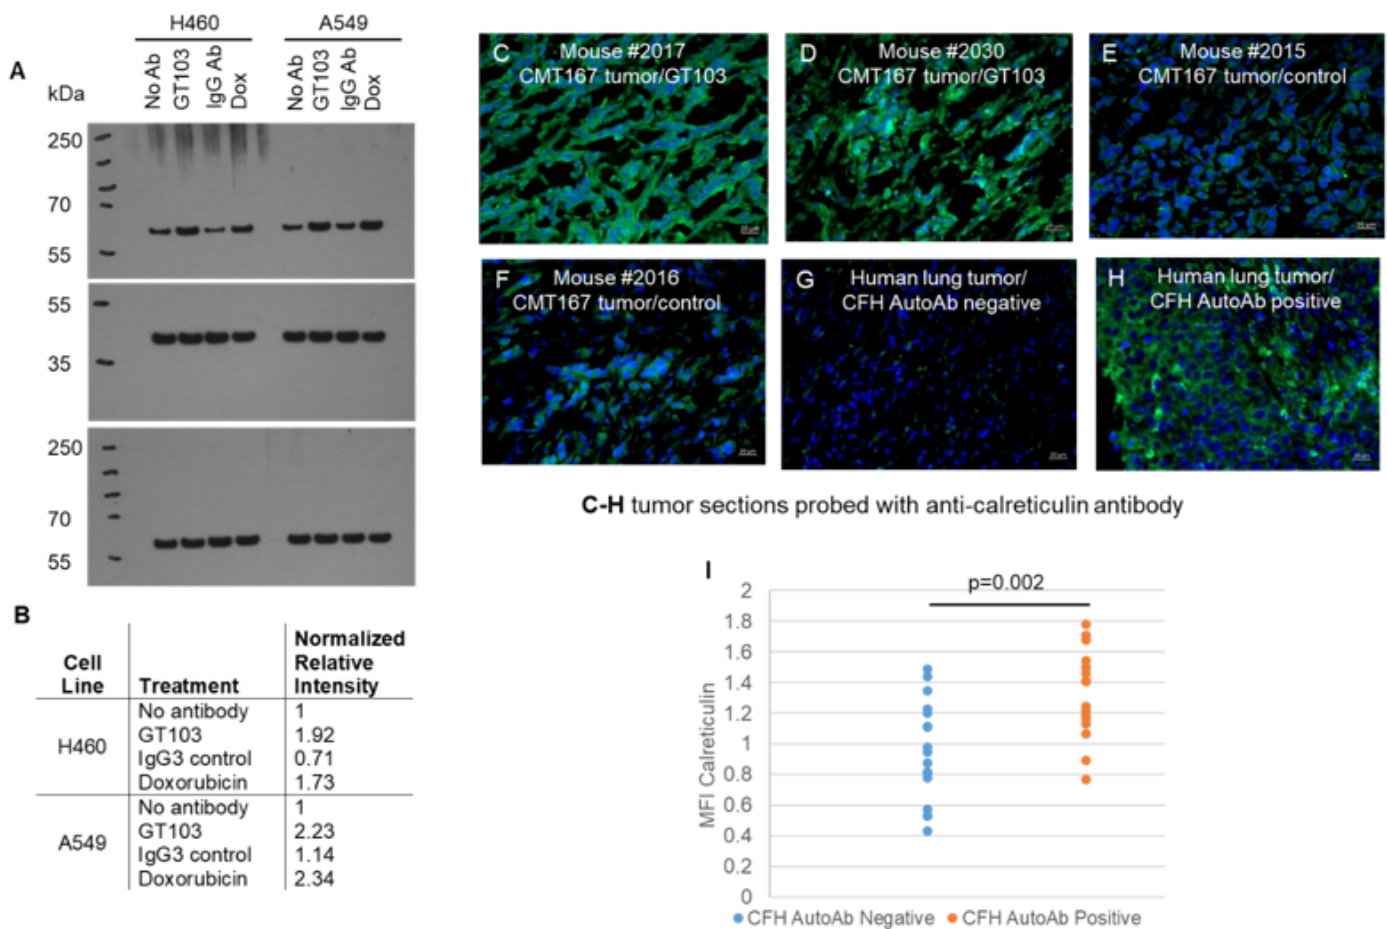 H460
A549
A
kDa
No Ab
GT103
IgG Ab
Dox
No Ab
GT103
IgG Ab
Dox
250
70
55
55
35
250
70
55
B
Cell Line
Treatment
Normalized Relative Intensity
H460
No antibody 1
GT103 1.92
IgG3 control 0.71
Doxorubicin 1.73
A549
No antibody 1
GT103 2.23
IgG3 control 1.14
Doxorubicin 2.34
C
Mouse #2017
CMT167 tumor/GT103
D
Mouse #2030
CMT167 tumor/GT103
E
Mouse #2015
CMT167 tumor/control
F
Mouse #2016
CMT167 tumor/control
G
Human lung tumor/
CFH AutoAb negative
H
Human lung tumor/
CFH AutoAb positive
C-H tumor sections probed with anti-calreticulin antibody
I
p=0.002
MFI Calreticulin
2
1.8
1.6
1.4
1.2
1
0.8
0.6
0.4
0.2
0
CFH AutoAb Negative
CFH AutoAb Positive